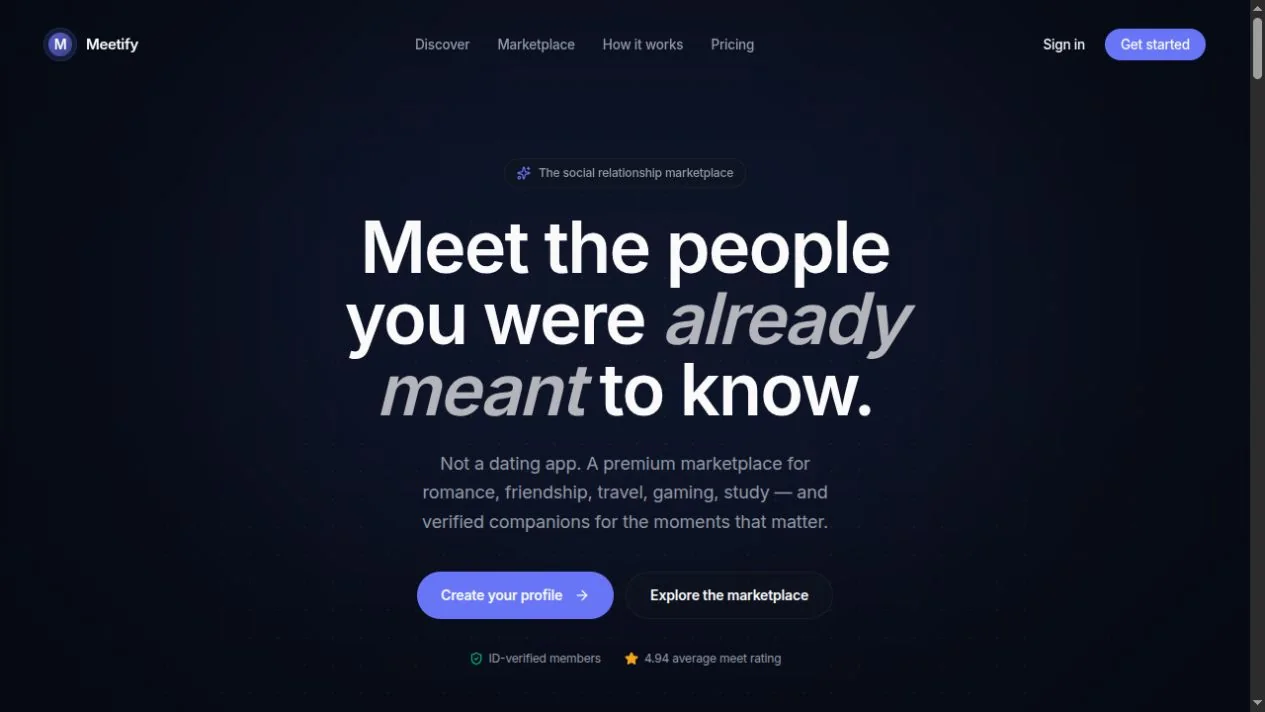 M
Meetify
Discover
Marketplace
How it works
Pricing
Sign in
Get started
The social relationship marketplace
Meet the people
you were already
meant to know.
Not a dating app. A premium marketplace for
romance, friendship, travel, gaming, study — and
verified companions for the moments that matter.
Create your profile
Explore the marketplace
ID-verified members
4.94 average meet rating